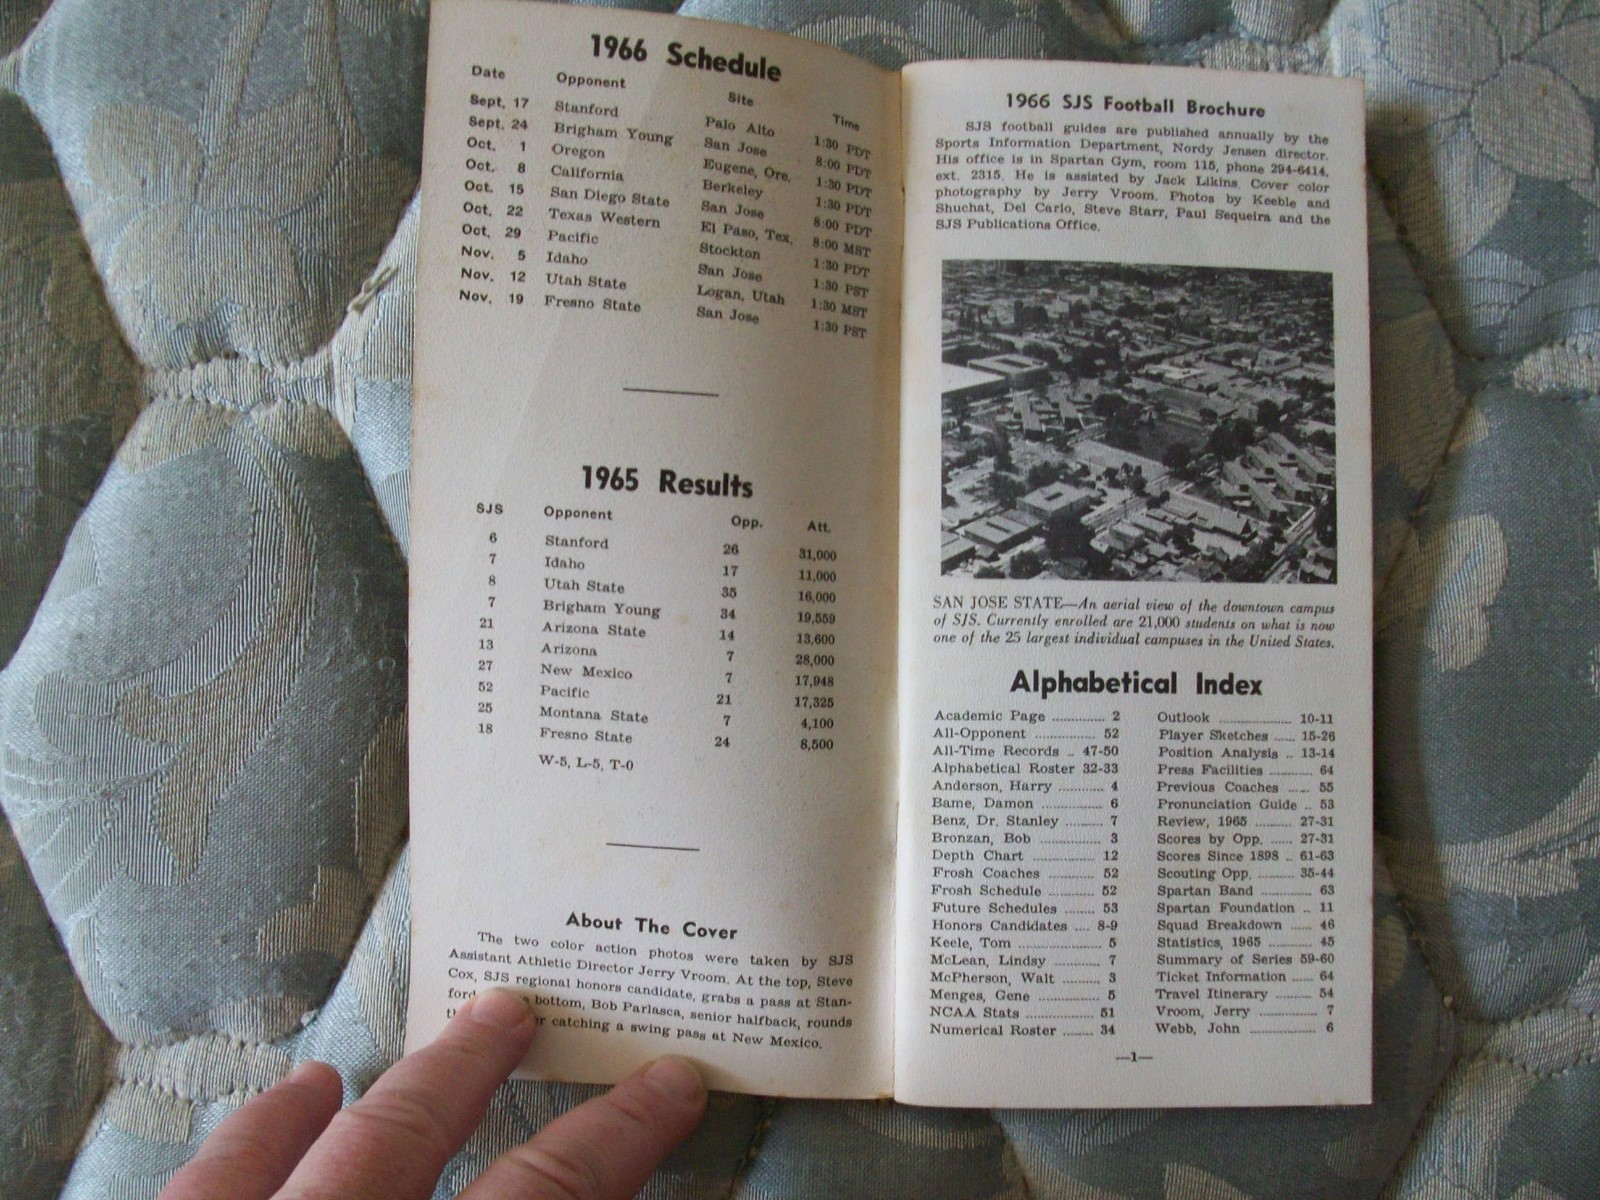 1966 Schedule
Date Opponent Site Time
Sept. 17 Stanford Palo Alto 1:30 PDT
Sept. 24 Brigham Young San Jose 8:00 PDT
Oct. 1 Oregon Eugene, Ore. 1:30 PDT
Oct. 8 California Berkeley 1:30 PDT
Oct. 15 San Diego State San Jose 8:00 PDT
Oct. 22 Texas Western El Paso, Tex. 8:00 MST
Oct. 29 Pacific Stockton 1:30 PDT
Nov. 5 Idaho San Jose 1:30 PST
Nov. 12 Utah State Logan, Utah 1:30 MST
Nov. 19 Fresno State San Jose 1:30 PST
1965 Results
SJS Opponent Opp. Att.
6 Stanford 26 31,000
7 Idaho 17 11,000
8 Utah State 35 16,000
7 Brigham Young 34 19,559
21 Arizona State 14 13,600
13 Arizona 7 28,000
27 New Mexico 7 17,948
52 Pacific 21 17,325
25 Montana State 7 4,100
18 Fresno State 24 8,500
W-5, L-5, T-0
About The Cover
The two color action photos were taken by SJS
Assistant Athletic Director Jerry Vroom. At the top, Steve
Cox, SJS regional honors candidate, grabs a pass at Stan-
ford. bottom, Bob Parlasca, senior halfback, rounds
catching a swing pass at New Mexico.
1966 SJS Football Brochure
SJS football guides are published annually by the
Sports Information Department, Nordy Jensen director.
His office is in Spartan Gym, room 115, phone 294-6414,
ext. 2315. He is assisted by Jack Likins. Cover color
photography by Jerry Vroom. Photos by Keeble and
Shuchat, Del Carlo, Steve Starr, Paul Sequeira and the
SJS Publications Office.
SAN JOSE STATE—An aerial view of the downtown campus
of SJS. Currently enrolled are 21,000 students on what is now
one of the 25 largest individual campuses in the United States.
Alphabetical Index
Academic Page .............. 2
All-Opponent ................ 52
All-Time Records .. 47-50
Alphabetical Roster 32-33
Anderson, Harry ............ 4
Bame, Damon ................ 6
Benz, Dr. Stanley .......... 7
Bronzan, Bob ................ 3
Depth Chart ................ 12
Frosh Coaches .............. 52
Frosh Schedule ............ 52
Future Schedules ........ 53
Honors Candidates .... 8-9
Keele, Tom .................... 5
McLean, Lindsy ............ 7
McPherson, Walt .......... 3
Menges, Gene ................ 5
NCAA Stats .................. 51
Numerical Roster ........ 34
Outlook .................... 10-11
Player Sketches ...... 15-26
Position Analysis .. 13-14
Press Facilities ............ 64
Previous Coaches ...... 55
Pronunciation Guide .. 53
Review, 1965 .......... 27-31
Scores by Opp. ...... 27-31
Scores Since 1898 .. 61-63
Scouting Opp. .......... 35-44
Spartan Band .............. 63
Spartan Foundation .. 11
Squad Breakdown ...... 46
Statistics, 1965 ............ 45
Summary of Series 59-60
Ticket Information ...... 64
Travel Itinerary .......... 54
Vroom, Jerry ................ 7
Webb, John .................... 6
—1—